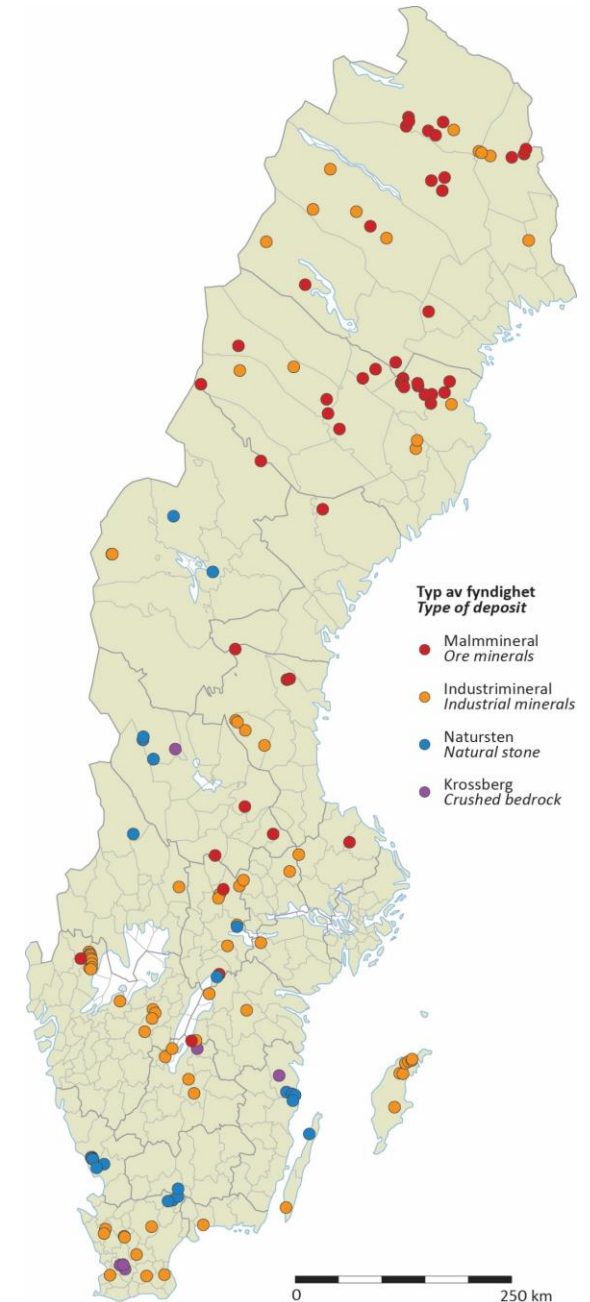 Typ av fyndighet
Type of deposit
Malmmineral
Ore minerals
Industrimineral
Industrial minerals
Natursten
Natural stone
Krossberg
Crushed bedrock
0 250 km